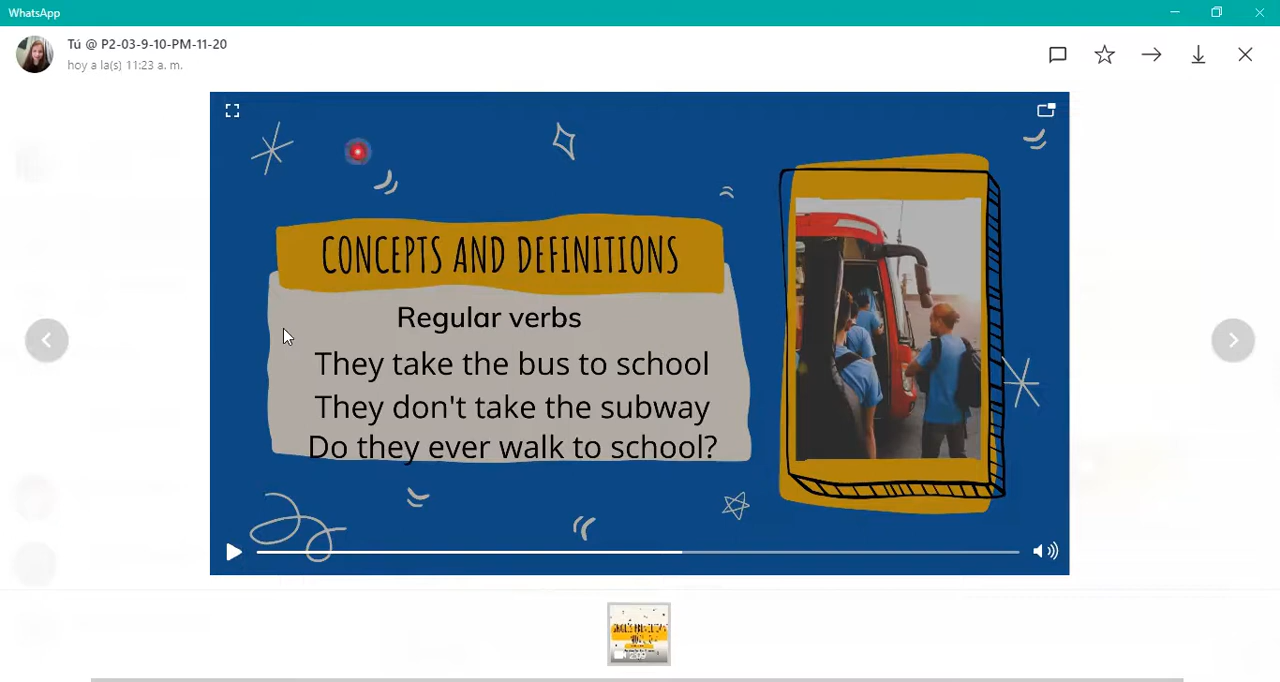 WhatsApp
Tú @ P2-03-9-10-PM-11-20
hoy a la(s) 11:23 a. m.
CONCEPTS AND DEFINITIONS
Regular verbs
They take the bus to school
They don't take the subway
Do they ever walk to school?